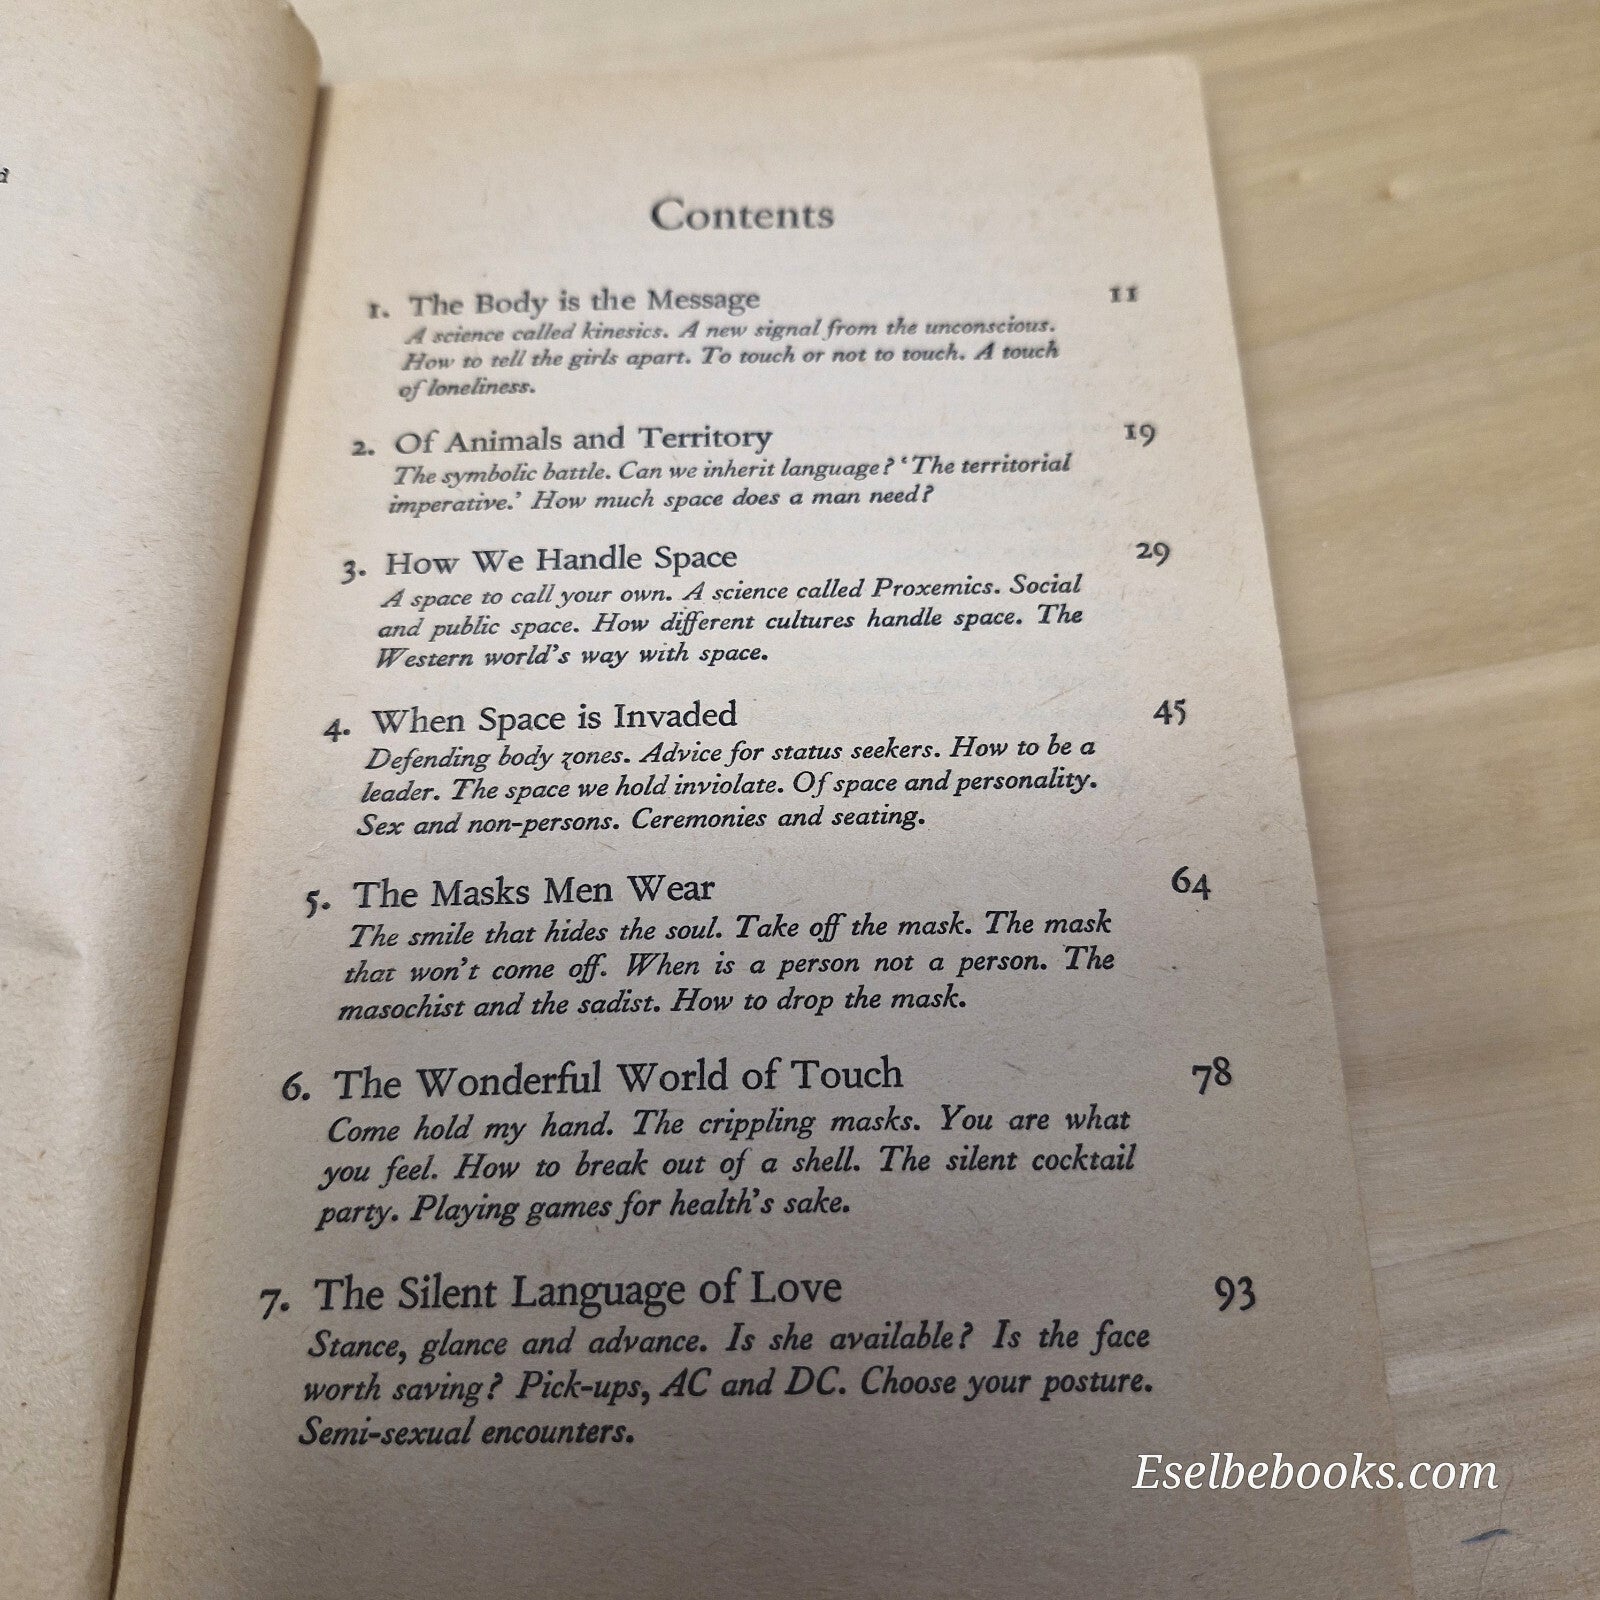 Contents
1. The Body is the Message 11
A science called kinesics. A new signal from the unconscious.
How to tell the girls apart. To touch or not to touch. A touch
of loneliness.
2. Of Animals and Territory 19
The symbolic battle. Can we inherit language? ‘The territorial
imperative.’ How much space does a man need?
3. How We Handle Space 29
A space to call your own. A science called Proxemics. Social
and public space. How different cultures handle space. The
Western world’s way with space.
4. When Space is Invaded 45
Defending body zones. Advice for status seekers. How to be a
leader. The space we hold inviolate. Of space and personality.
Sex and non-persons. Ceremonies and seating.
5. The Masks Men Wear 64
The smile that hides the soul. Take off the mask. The mask
that won’t come off. When is a person not a person. The
masochist and the sadist. How to drop the mask.
6. The Wonderful World of Touch 78
Come hold my hand. The crippling masks. You are what
you feel. How to break out of a shell. The silent cocktail
party. Playing games for health’s sake.
7. The Silent Language of Love 93
Stance, glance and advance. Is she available? Is the face
worth saving? Pick-ups, AC and DC. Choose your posture.
Semi-sexual encounters.
Eselbebooks.com